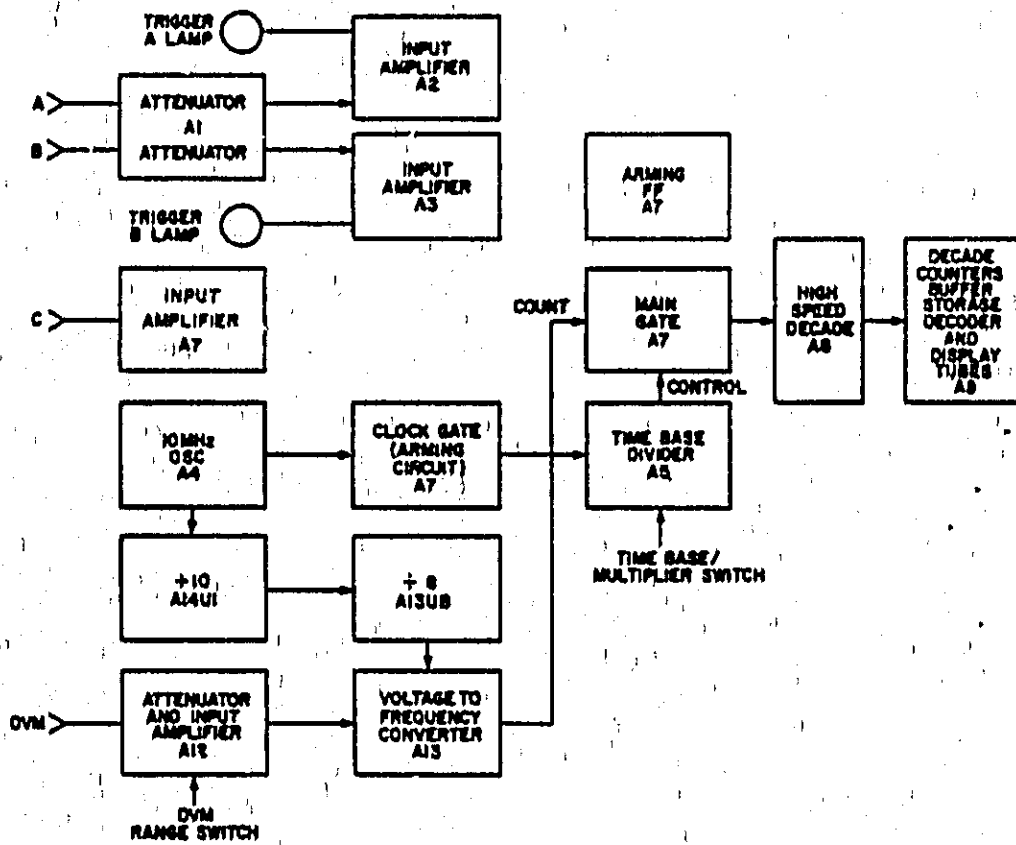 TRIGGER
A LAMP
INPUT
AMPLIFIER
A2
A
ATTENUATOR
A1
B
ATTENUATOR
INPUT
AMPLIFIER
A3
TRIGGER
B LAMP
ARMING
FF
A7
C
INPUT
AMPLIFIER
A7
COUNT
MAIN
GATE
A7
HIGH
SPEED
DECADE
A8
DECADE
COUNTERS
BUFFER
STORAGE
DECODER
AND
DISPLAY
TUBES
A9
CONTROL
10MHz
OSC
A4
CLOCK GATE
(ARMING
CIRCUIT)
A7
TIME BASE
DIVIDER
A5
TIME BASE/
MULTIPLIER SWITCH
÷10
A14U1
÷ 8
A13U8
DVM
ATTENUATOR
AND INPUT
AMPLIFIER
A12
VOLTAGE TO
FREQUENCY
CONVERTER
A13
DVM
RANGE SWITCH